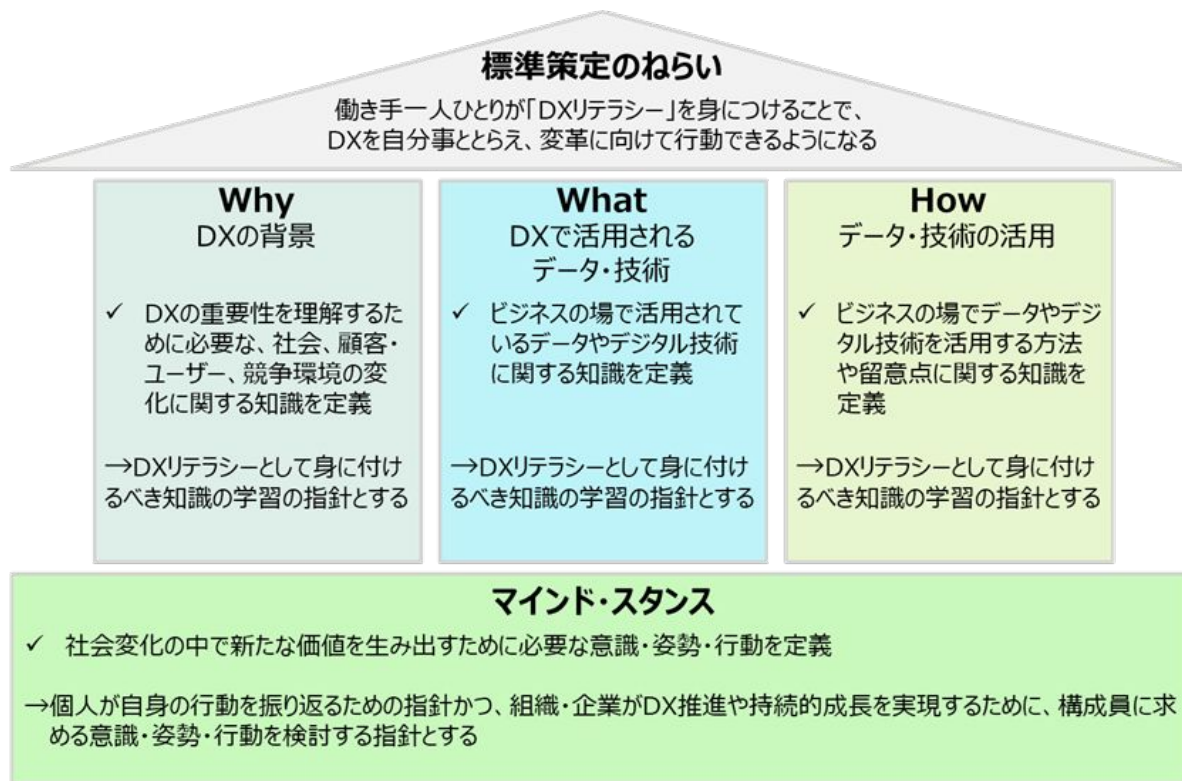 標準策定のねらい
働き手一人ひとりが「DXリテラシー」を身につけることで、
DXを自分事ととらえ、変革に向けて行動できるようになる
Why
DXの背景
✓ DXの重要性を理解するた
めに必要な、社会、顧客・
ユーザー、競争環境の変
化に関する知識を定義
→DXリテラシーとして身に付け
るべき知識の学習の指針とする
What
DXで活用される
データ・技術
✓ ビジネスの場で活用されて
いるデータやデジタル技術
に関する知識を定義
→DXリテラシーとして身に付け
るべき知識の学習の指針とする
How
データ・技術の活用
✓ ビジネスの場でデータやデジ
タル技術を活用する方法
や留意点に関する知識を
定義
→DXリテラシーとして身に付け
るべき知識の学習の指針とする
マインド・スタンス
✓ 社会変化の中で新たな価値を生み出すために必要な意識・姿勢・行動を定義
→個人が自身の行動を振り返るための指針かつ、組織・企業がDX推進や持続的成長を実現するために、構成員に求
める意識・姿勢・行動を検討する指針とする